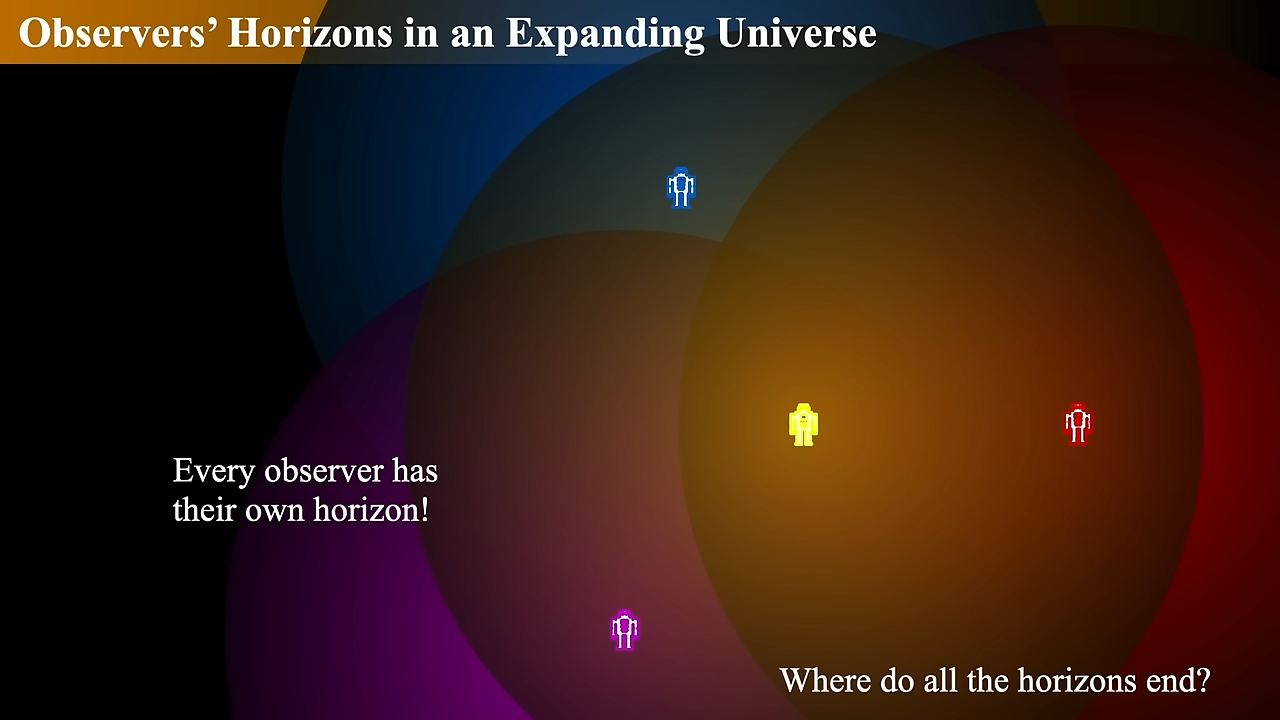 Observers’ Horizons in an Expanding Universe
Every observer has
their own horizon!
Where do all the horizons end?